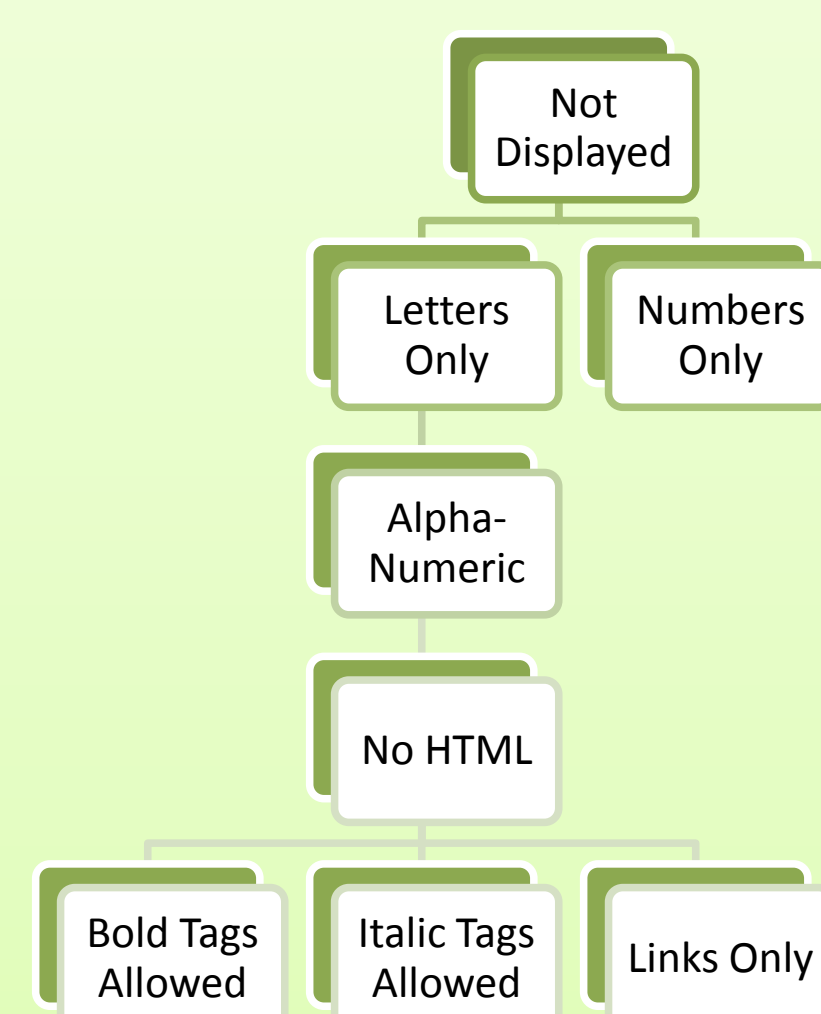 Not
Displayed
Letters
Only
Numbers
Only
Alpha-
Numeric
No HTML
Bold Tags
Allowed
Italic Tags
Allowed
Links Only